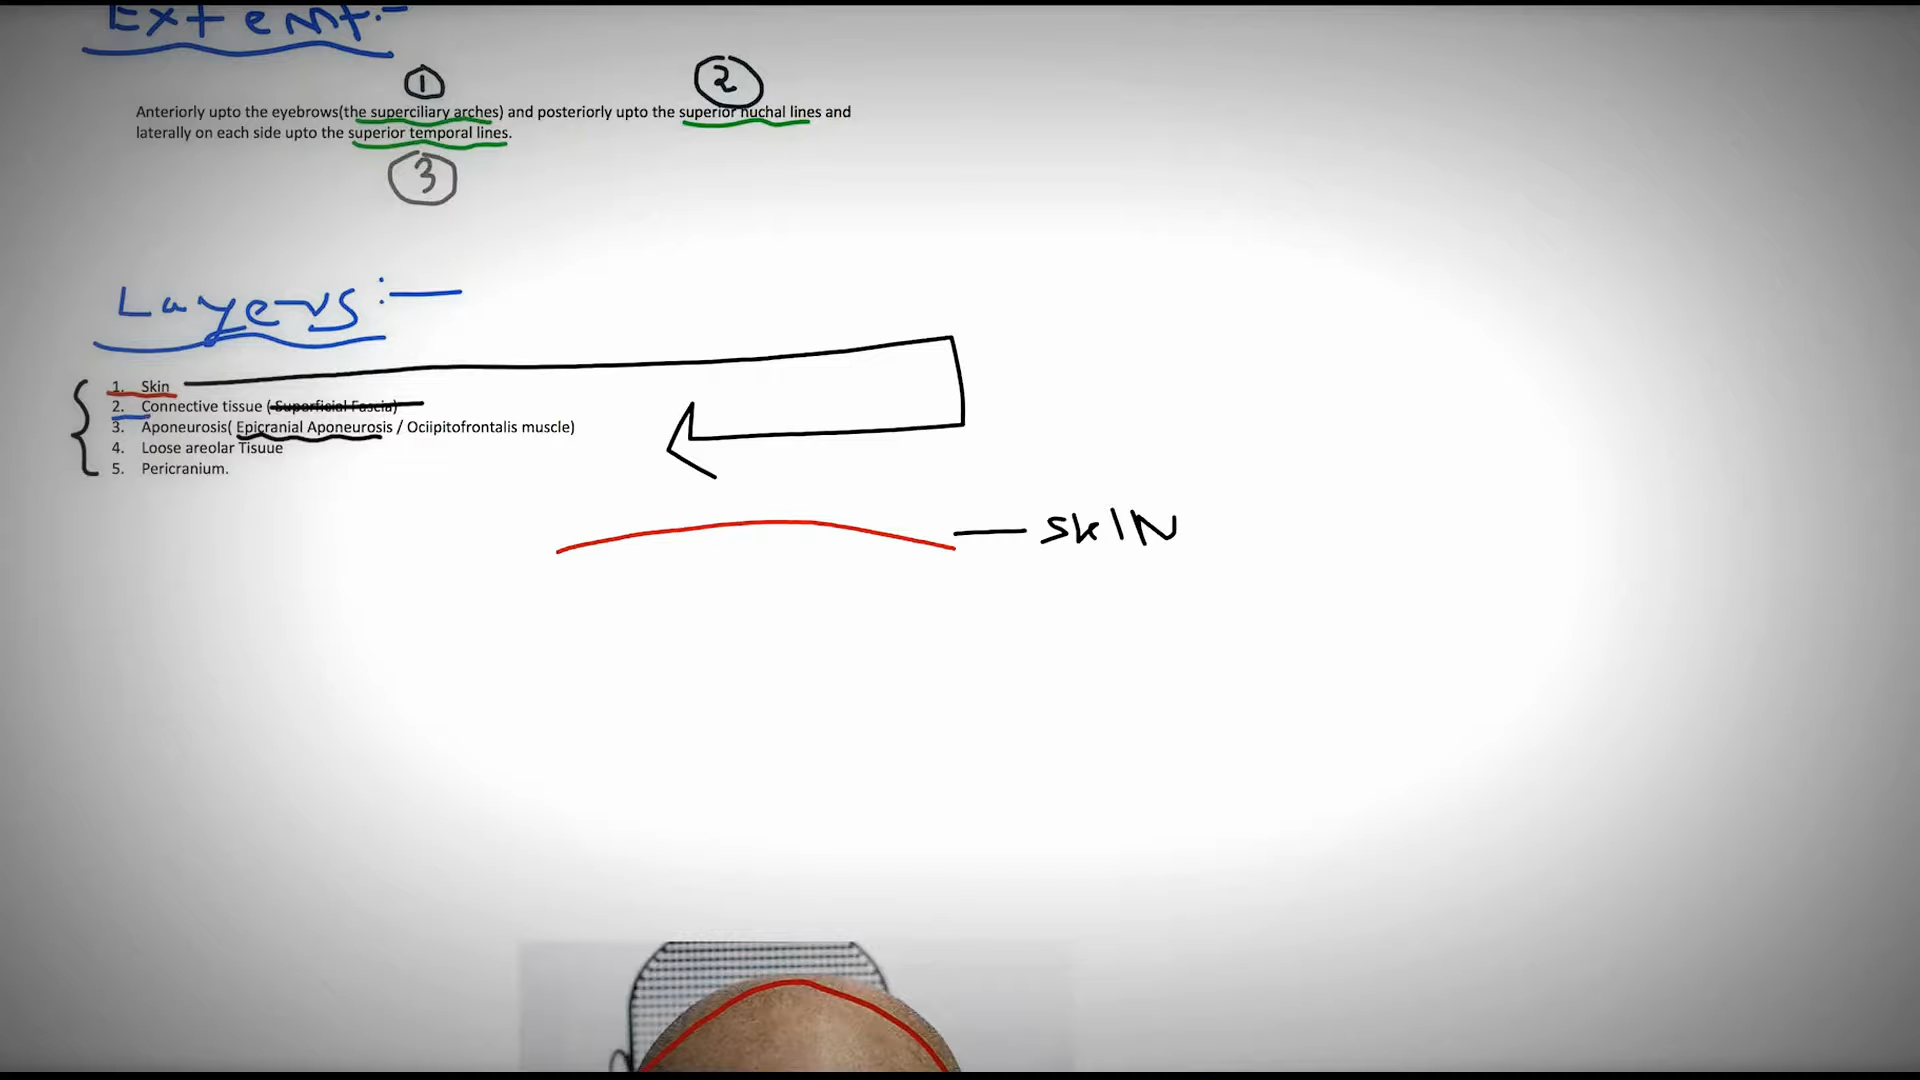 Extent:-
1
2
Anteriorly upto the eyebrows(the superciliary arches) and posteriorly upto the superior nuchal lines and
laterally on each side upto the superior temporal lines.
3
Layers:-
1. Skin
2. Connective tissue ( Superficial Fascia)
3. Aponeurosis( Epicranial Aponeurosis / Ociipitofrontalis muscle)
4. Loose areolar Tisuue
5. Pericranium.
SKIN